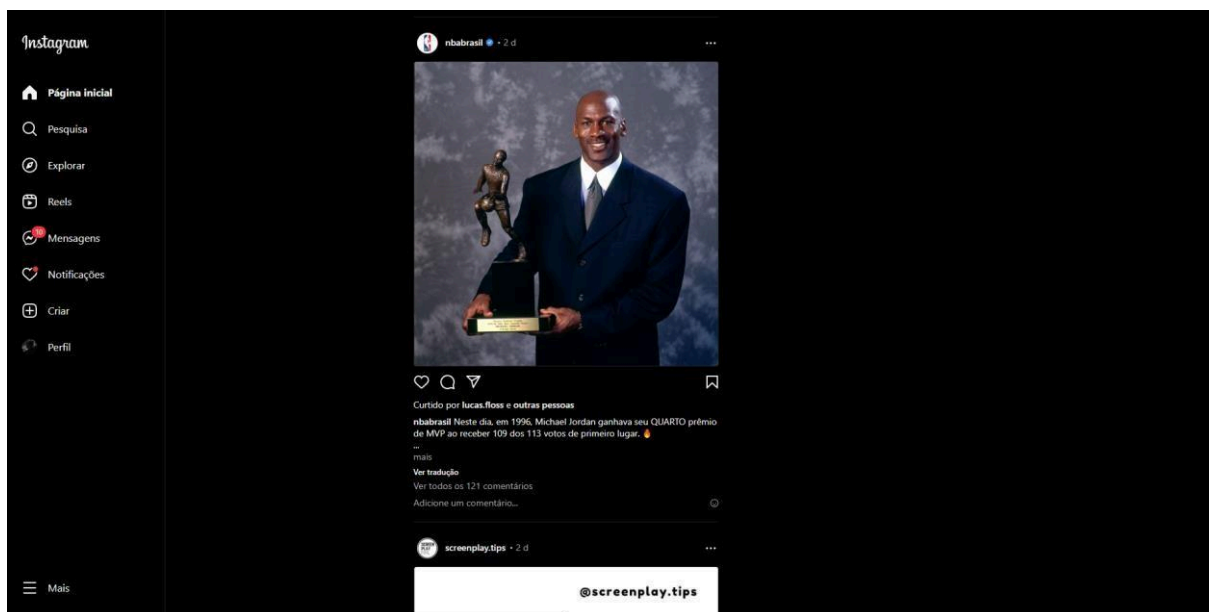 Instagram
Página inicial
Pesquisa
Explorar
Reels
10
Mensagens
Notificações
Criar
Perfil
Mais
nbabrasil • 2 d
Curtido por lucas.floss e outras pessoas
nbabrasil Neste dia, em 1996, Michael Jordan ganhava seu QUARTO prêmio
de MVP ao receber 109 dos 113 votos de primeiro lugar. 🔥
...
mais
Ver tradução
Ver todos os 121 comentários
Adicione um comentário...
screenplay.tips • 2 d
@screenplay.tips